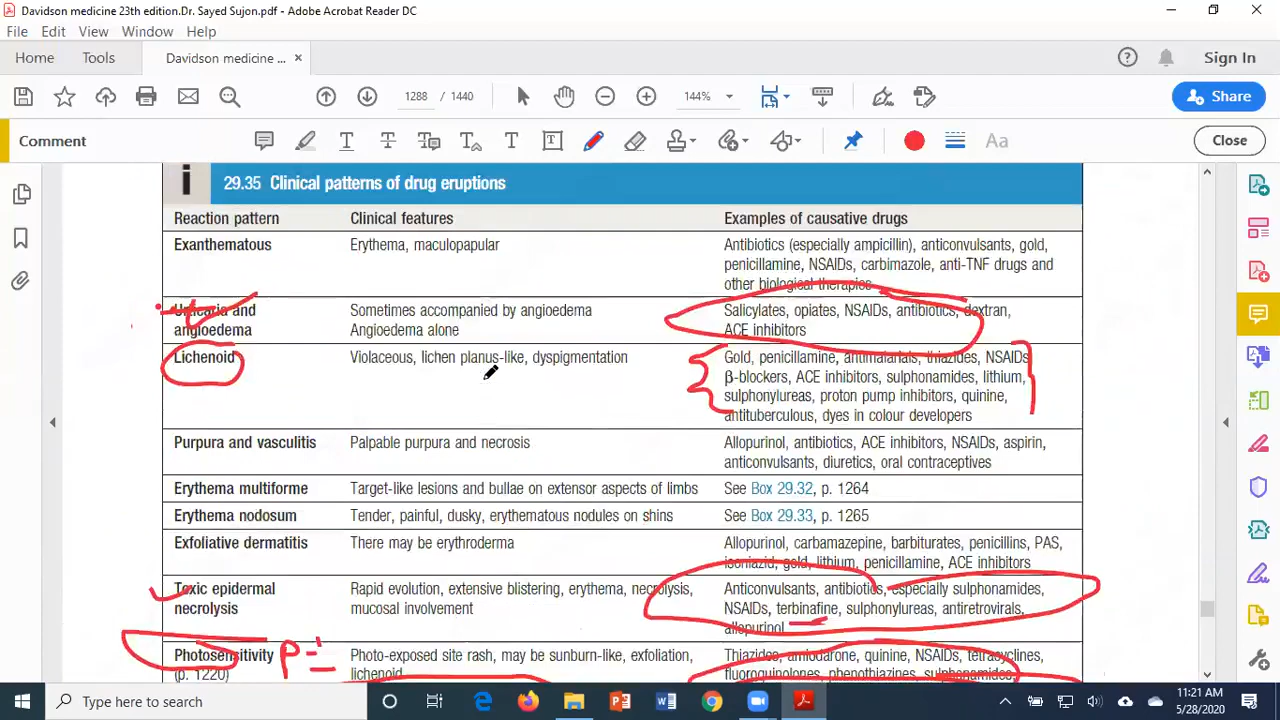 Davidson medicine 23th edition.Dr. Sayed Sujon.pdf - Adobe Acrobat Reader DC
File Edit View Window Help
Home Tools Davidson medicine ... × Sign In
1288 / 1440 144% Share
Comment Aa Close
i 29.35 Clinical patterns of drug eruptions
Reaction pattern Clinical features Examples of causative drugs
Exanthematous Erythema, maculopapular Antibiotics (especially ampicillin), anticonvulsants, gold,
penicillamine, NSAIDs, carbimazole, anti-TNF drugs and
other biological therapies
Urticaria and Sometimes accompanied by angioedema Salicylates, opiates, NSAIDs, antibiotics, dextran,
angioedema Angioedema alone ACE inhibitors
Lichenoid Violaceous, lichen planus-like, dyspigmentation Gold, penicillamine, antimalarials, thiazides, NSAIDs
β-blockers, ACE inhibitors, sulphonamides, lithium,
sulphonylureas, proton pump inhibitors, quinine,
antituberculous, dyes in colour developers
Purpura and vasculitis Palpable purpura and necrosis Allopurinol, antibiotics, ACE inhibitors, NSAIDs, aspirin,
anticonvulsants, diuretics, oral contraceptives
Erythema multiforme Target-like lesions and bullae on extensor aspects of limbs See Box 29.32, p. 1264
Erythema nodosum Tender, painful, dusky, erythematous nodules on shins See Box 29.33, p. 1265
Exfoliative dermatitis There may be erythroderma Allopurinol, carbamazepine, barbiturates, penicillins, PAS,
isoniazid, gold, lithium, penicillamine, ACE inhibitors
Toxic epidermal Rapid evolution, extensive blistering, erythema, necrolysis, Anticonvulsants, antibiotics, especially sulphonamides,
necrolysis mucosal involvement NSAIDs, terbinafine, sulphonylureas, antiretrovirals,
allopurinol
Photosensitivity Photo-exposed site rash, may be sunburn-like, exfoliation, Thiazides, amiodarone, quinine, NSAIDs, tetracyclines,
(p. 1220) lichenoid fluoroquinolones, phenothiazines, sulphonamides
Type here to search
11:21 AM
5/28/2020